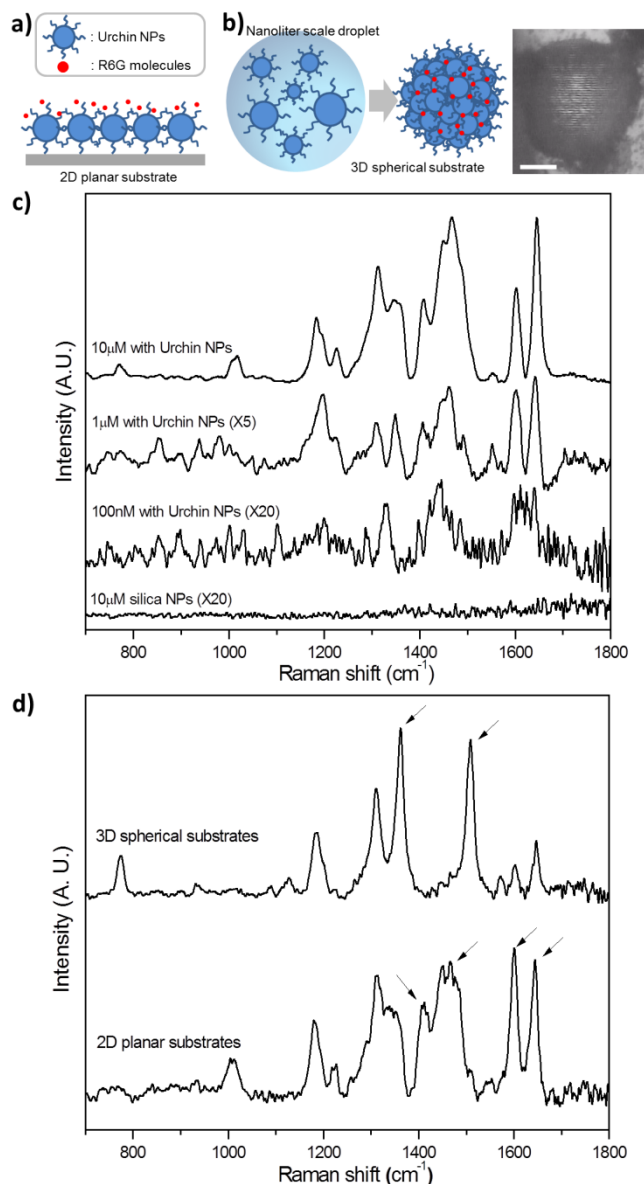 a)
: Urchin NPs
: R6G molecules
2D planar substrate
b)
Nanoliter scale droplet
3D spherical substrate
c)
Intensity (A.U.)
10μM with Urchin NPs
1μM with Urchin NPs (X5)
100nM with Urchin NPs (X20)
10μM silica NPs (X20)
800 1000 1200 1400 1600 1800
Raman shift (cm⁻¹)
d)
Intensity (A. U.)
3D spherical substrates
2D planar substrates
800 1000 1200 1400 1600 1800
Raman shift (cm⁻¹)